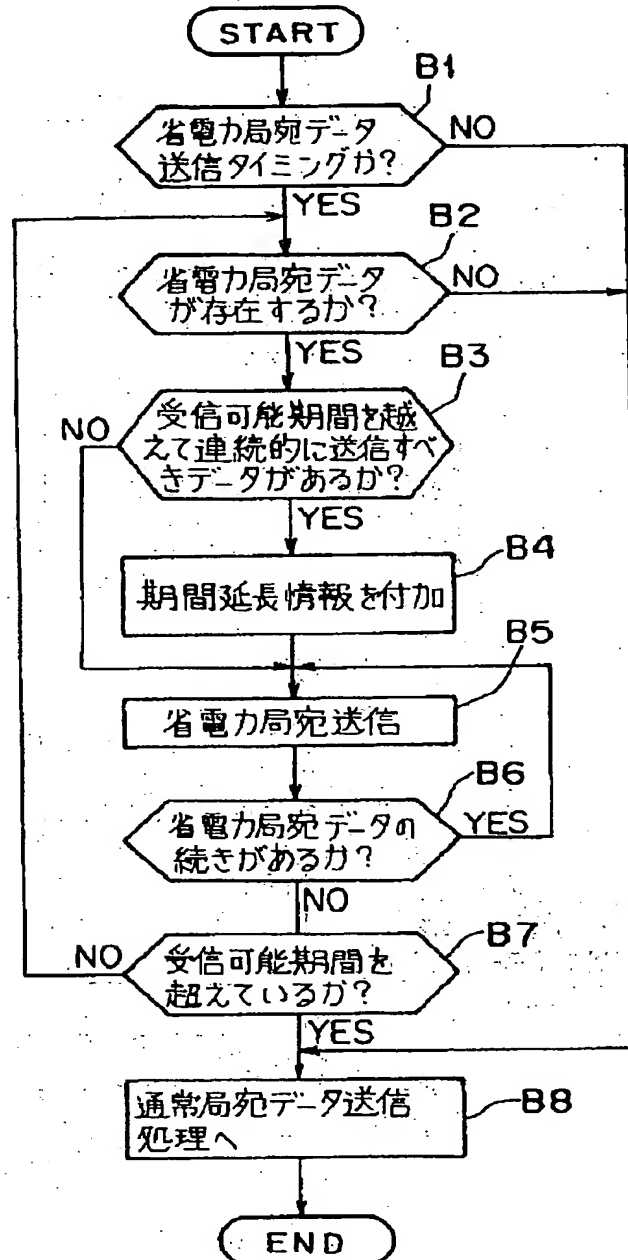 START
B1
省電力局宛データ
送信タイミングか?
NO
YES
B2
省電力局宛データ
が存在するか?
NO
YES
B3
受信可能期間を越
えて連続的に送信すべ
きデータがあるか?
NO
YES
B4
期間延長情報を付加
B5
省電力局宛送信
B6
省電力局宛データの
続きがあるか?
YES
NO
B7
受信可能期間を
超えているか?
NO
YES
B8
通常局宛データ送信
処理へ
END